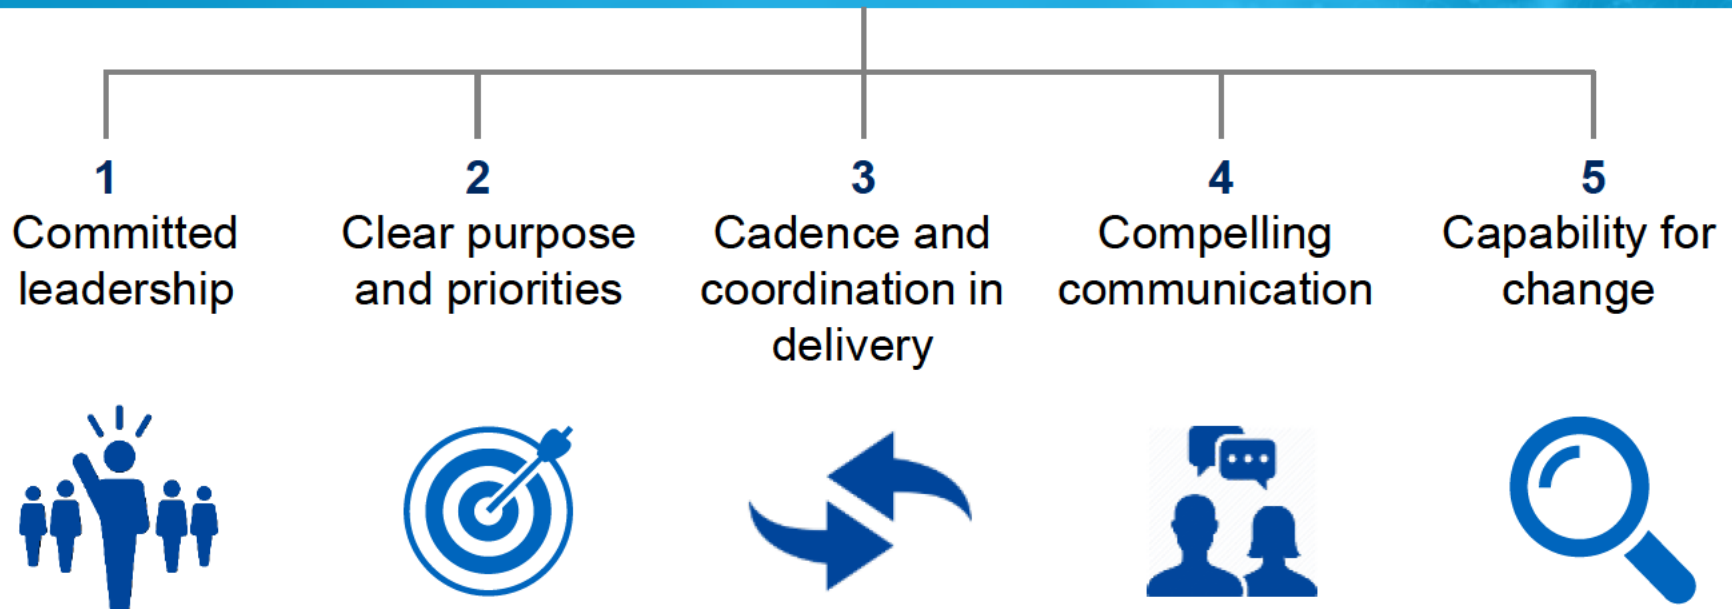 1
Committed
leadership
2
Clear purpose
and priorities
3
Cadence and
coordination in
delivery
4
Compelling
communication
5
Capability for
change